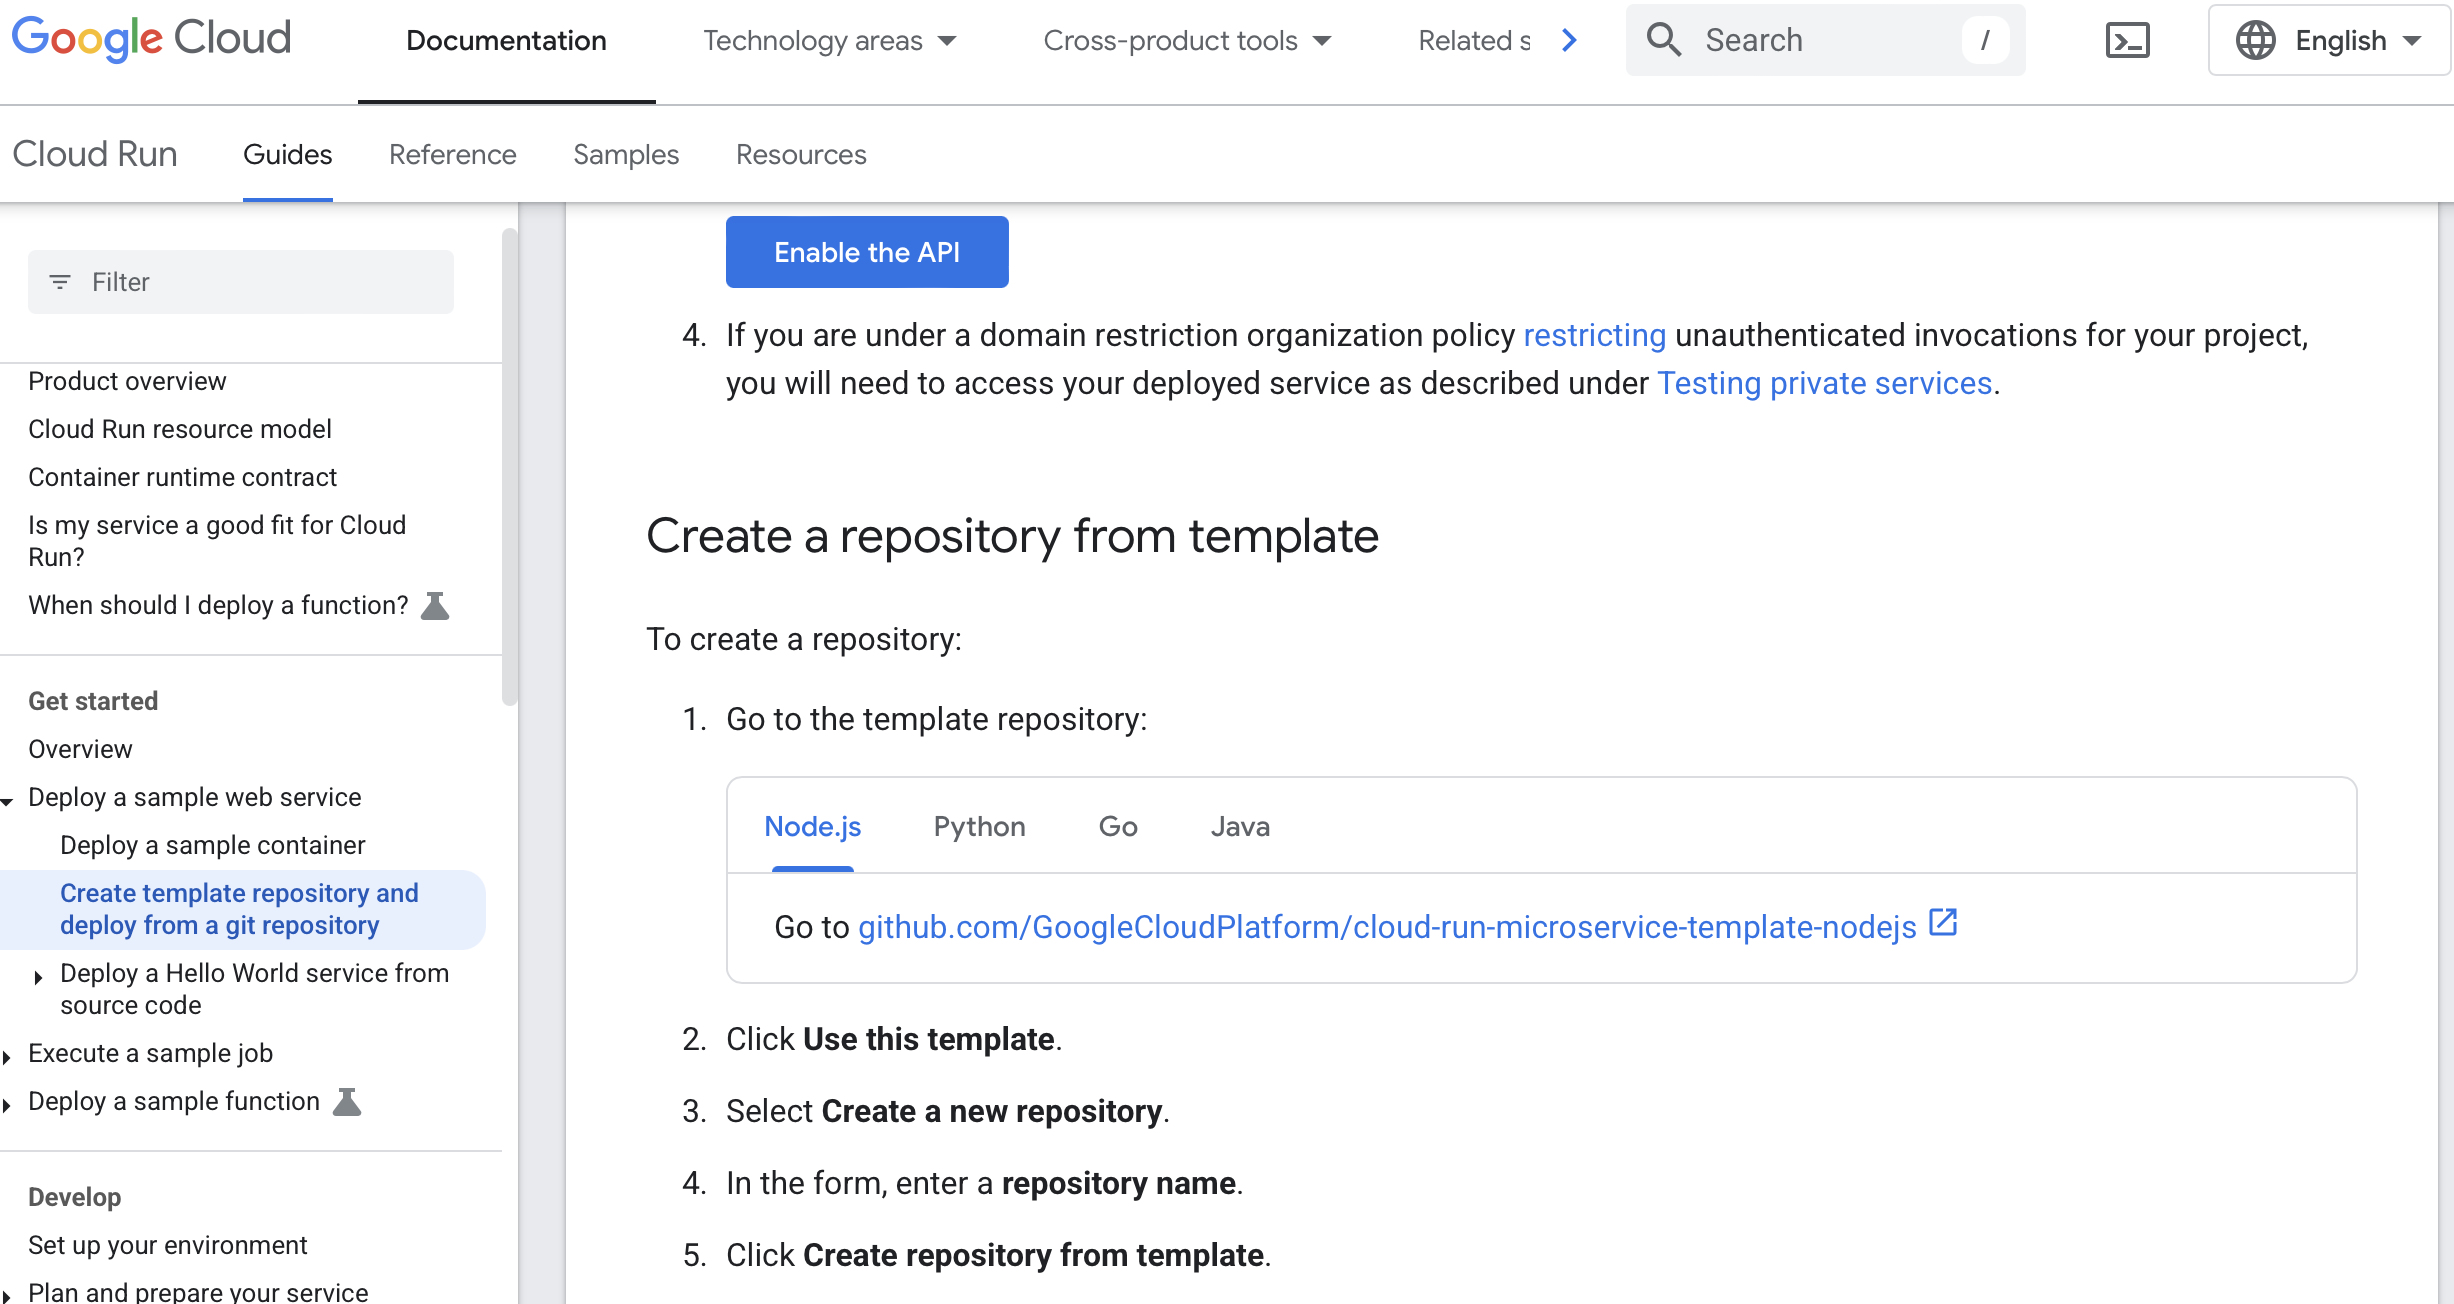 Google Cloud Documentation Technology areas Cross-product tools Related s Search / English
Cloud Run Guides Reference Samples Resources
Filter
Product overview
Cloud Run resource model
Container runtime contract
Is my service a good fit for Cloud
Run?
When should I deploy a function?
Get started
Overview
Deploy a sample web service
Deploy a sample container
Create template repository and
deploy from a git repository
Deploy a Hello World service from
source code
Execute a sample job
Deploy a sample function
Develop
Set up your environment
Plan and prepare your service
Enable the API
4. If you are under a domain restriction organization policy restricting unauthenticated invocations for your project,
you will need to access your deployed service as described under Testing private services.
Create a repository from template
To create a repository:
1. Go to the template repository:
Node.js Python Go Java
Go to github.com/GoogleCloudPlatform/cloud-run-microservice-template-nodejs
2. Click Use this template.
3. Select Create a new repository.
4. In the form, enter a repository name.
5. Click Create repository from template.